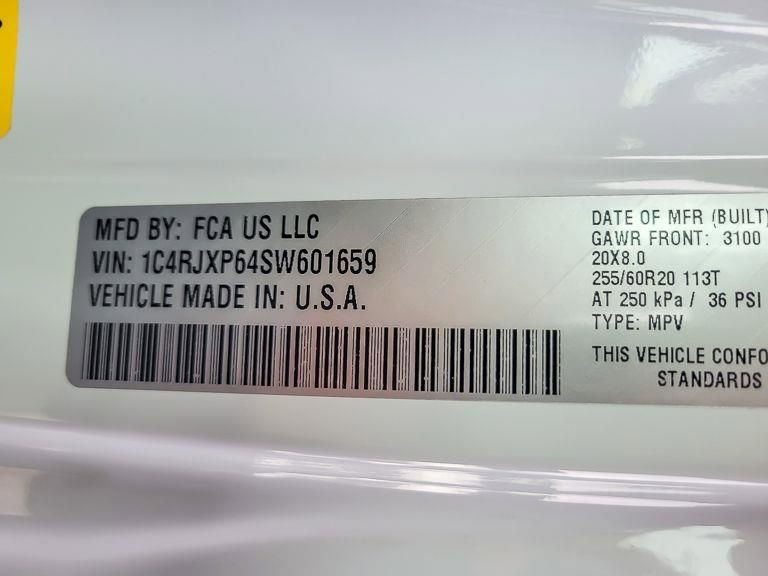 MFD BY: FCA US LLC
VIN: 1C4RJXP64SW601659
VEHICLE MADE IN: U.S.A.
DATE OF MFR (BUILT)
GAWR FRONT: 3100
20X8.0
255/60R20 113T
AT 250 kPa / 36 PSI
TYPE: MPV
THIS VEHICLE CONFO
STANDARDS